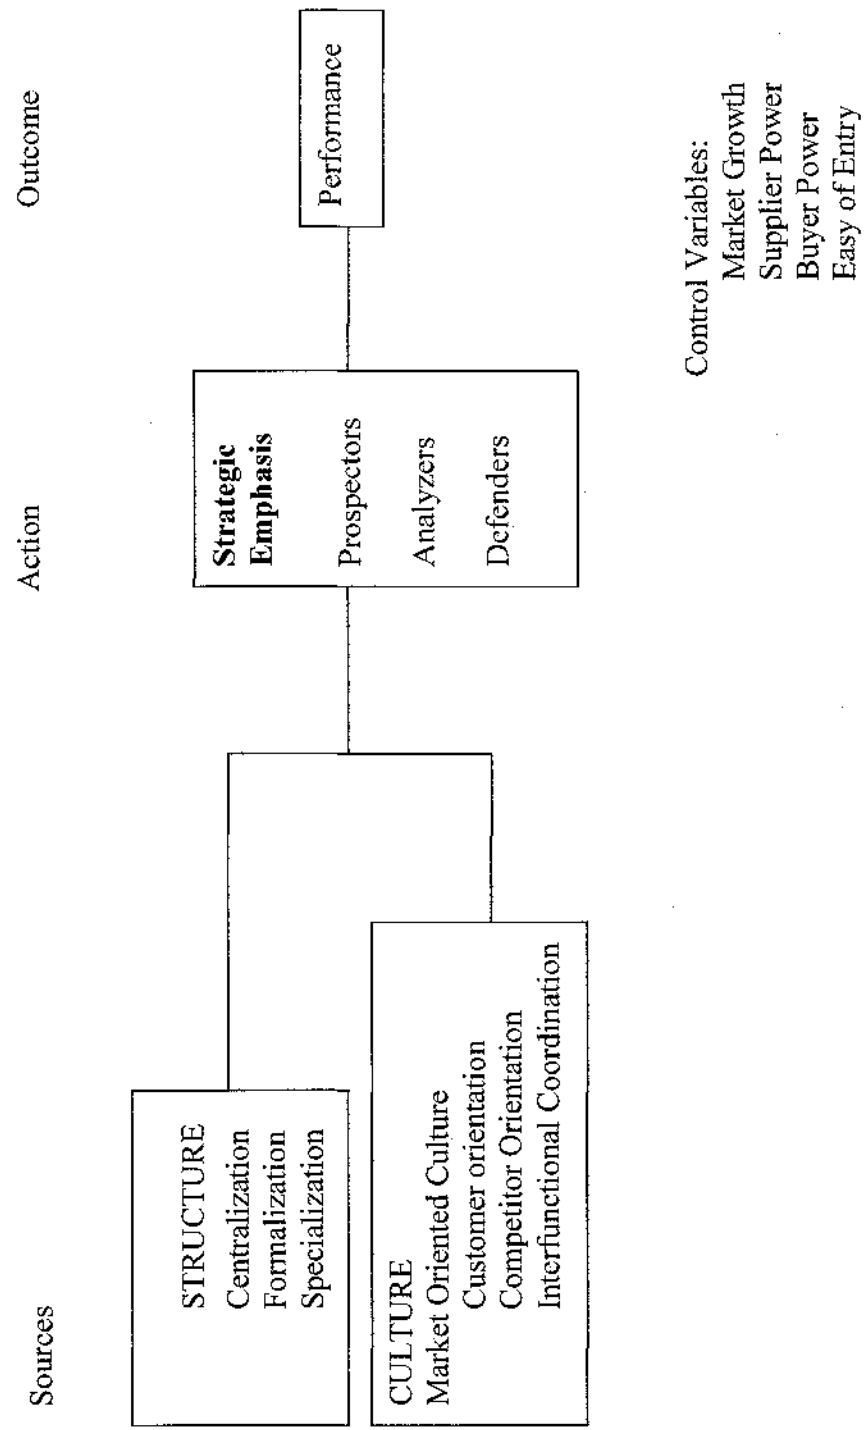 Sources
Action
Outcome
STRUCTURE
Centralization
Formalization
Specialization
CULTURE
Market Oriented Culture
Customer orientation
Competitor Orientation
Interfunctional Coordination
Strategic
Emphasis
Prospectors
Analyzers
Defenders
Performance
Control Variables:
Market Growth
Supplier Power
Buyer Power
Easy of Entry